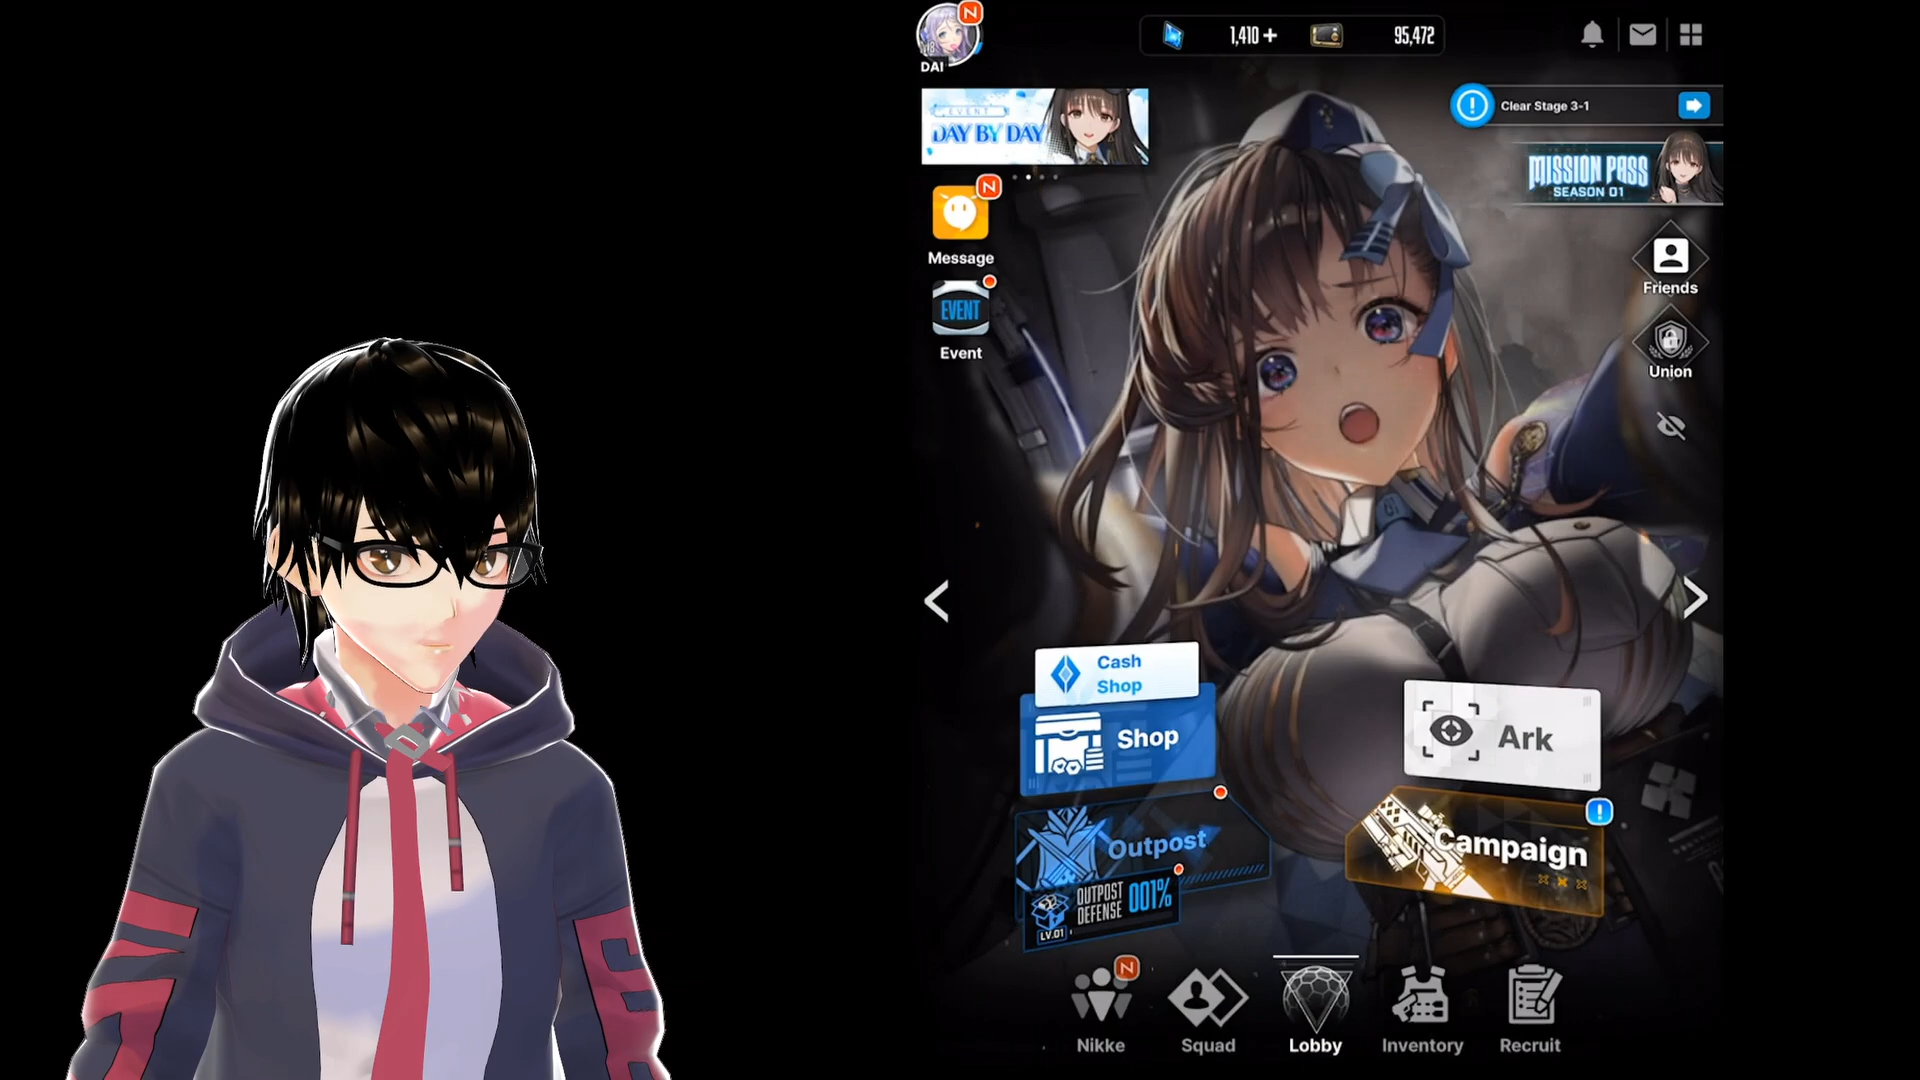 DAI
1,410 +
95,472
EVENT
DAY BY DAY
Clear Stage 3-1
MISSION PASS
SEASON 01
N
Message
EVENT
Event
Friends
Union
Cash
Shop
Shop
Ark
Outpost
OUTPOST
DEFENSE 001%
LV.01
Campaign
N
Nikke
Squad
Lobby
Inventory
Recruit